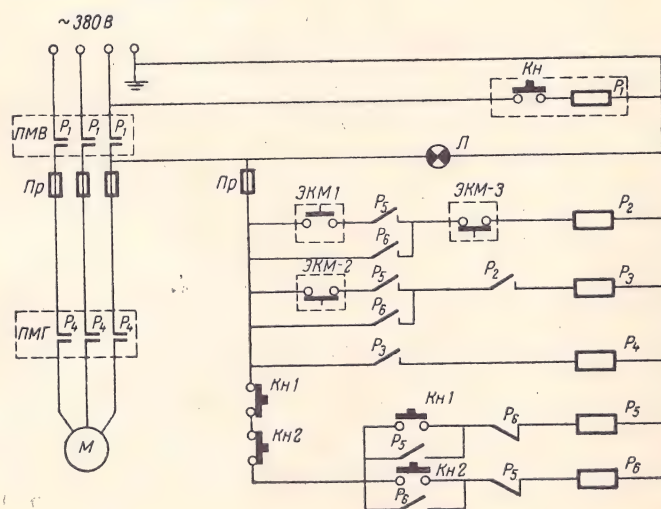 ~380 В
Кн
P1
ПМВ P1 P1 P1
Л
Пр
Пр
ЭКМ1 P5 ЭКМ-3 P2
P6
ЭКМ-2 P5 P2 P3
P6
ПМГ P4 P4 P4
P3 P4
Кн1
Кн1 P6 P5
Кн2 P5
М
Кн2 P5 P6
P6